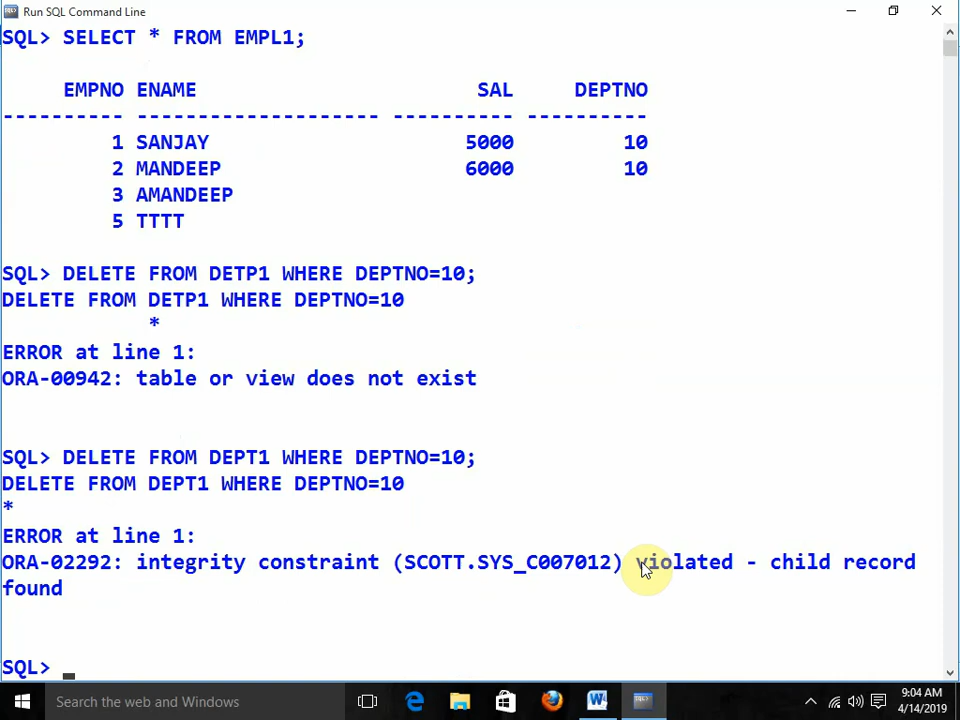 Run SQL Command Line
SQL> SELECT * FROM EMPL1;
EMPNO ENAME SAL DEPTNO
---------- -------------------- ---------- ----------
1 SANJAY 5000 10
2 MANDEEP 6000 10
3 AMANDEEP
5 TTTT
SQL> DELETE FROM DETP1 WHERE DEPTNO=10;
DELETE FROM DETP1 WHERE DEPTNO=10
*
ERROR at line 1:
ORA-00942: table or view does not exist
SQL> DELETE FROM DEPT1 WHERE DEPTNO=10;
DELETE FROM DEPT1 WHERE DEPTNO=10
*
ERROR at line 1:
ORA-02292: integrity constraint (SCOTT.SYS_C007012) violated - child record
found
SQL>
Search the web and Windows
9:04 AM
4/14/2019